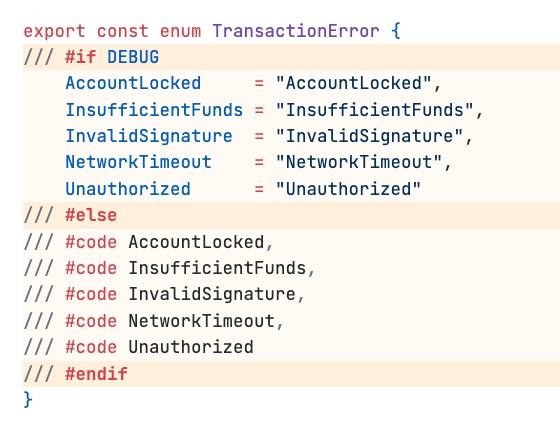 export const enum TransactionError {
/// #if DEBUG
    AccountLocked     = "AccountLocked",
    InsufficientFunds = "InsufficientFunds",
    InvalidSignature  = "InvalidSignature",
    NetworkTimeout    = "NetworkTimeout",
    Unauthorized      = "Unauthorized"
/// #else
/// #code AccountLocked,
/// #code InsufficientFunds,
/// #code InvalidSignature,
/// #code NetworkTimeout,
/// #code Unauthorized
/// #endif
}